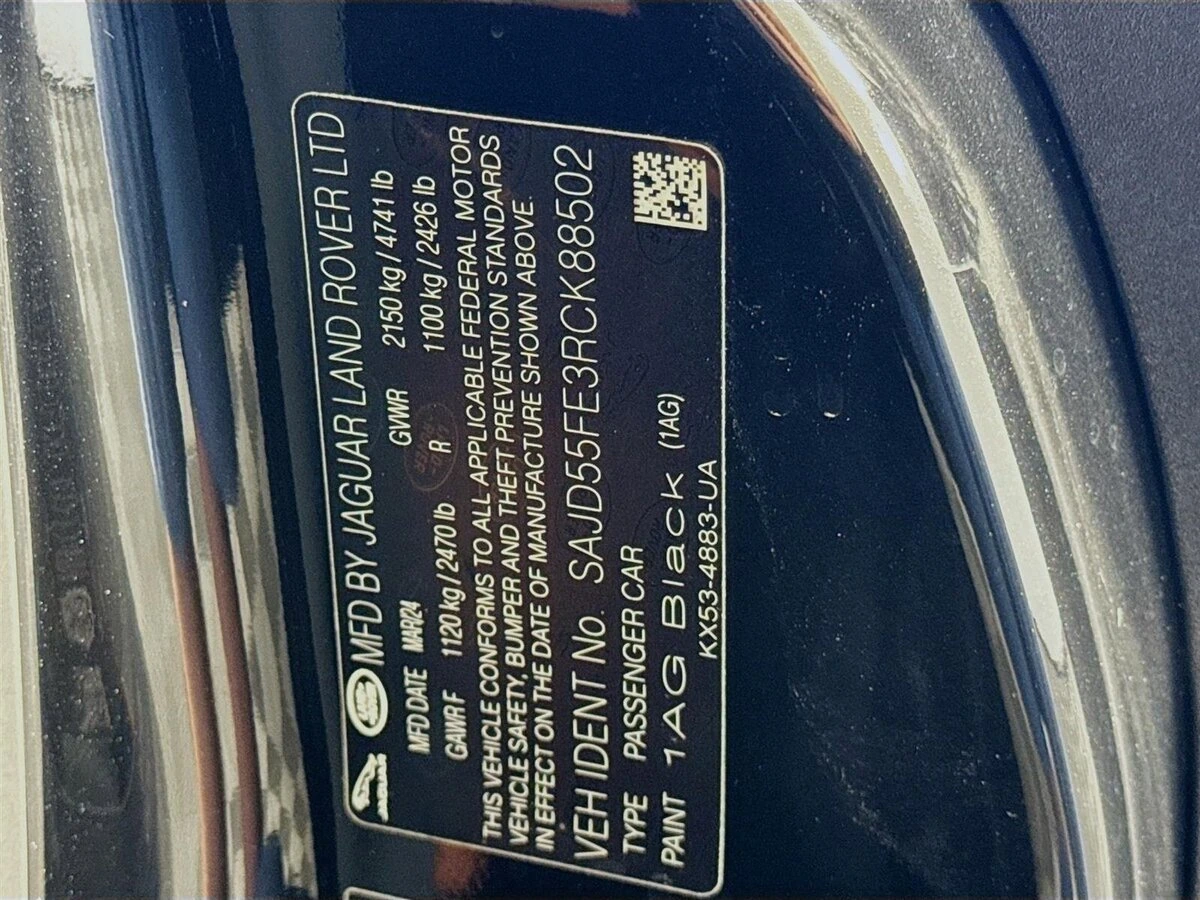 JAGUAR LAND ROVER MFD BY JAGUAR LAND ROVER LTD
MFD DATE MAR24 GVWR 2150 kg / 4741 lb
GAWR F 1120 kg / 2470 lb R 1100 kg / 2426 lb
THIS VEHICLE CONFORMS TO ALL APPLICABLE FEDERAL MOTOR
VEHICLE SAFETY, BUMPER AND THEFT PREVENTION STANDARDS
IN EFFECT ON THE DATE OF MANUFACTURE SHOWN ABOVE.
VEH IDENT No. SAJD55FE3RCK88502
TYPE PASSENGER CAR
PAINT 1AG Black (1AG)
KX53-4883-UA